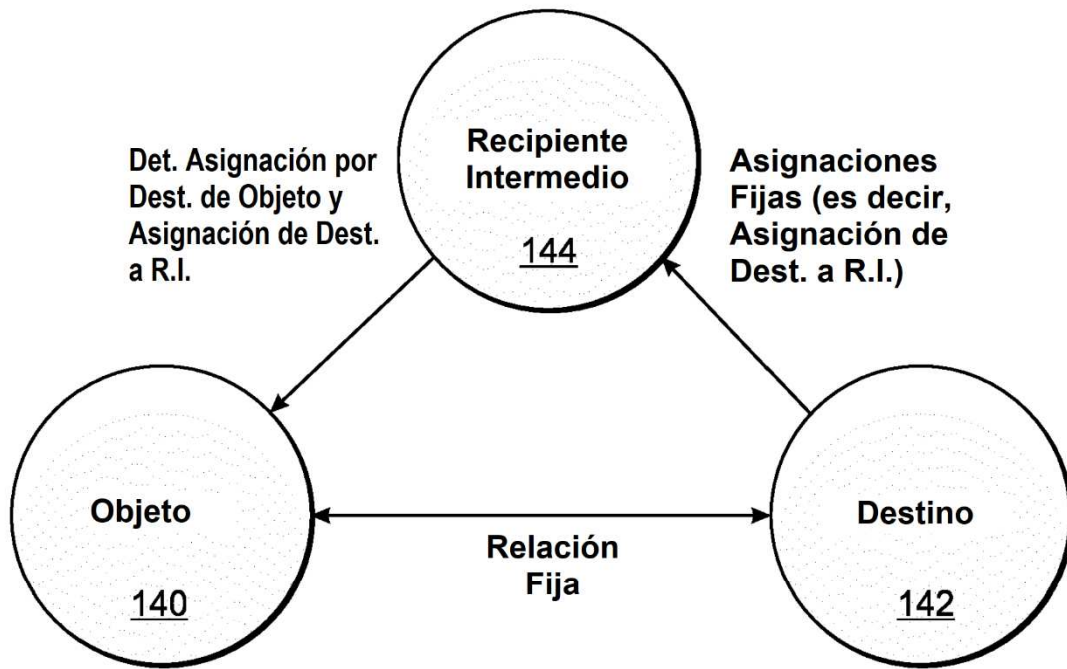 Recipiente
Intermedio
144
Det. Asignación por
Dest. de Objeto y
Asignación de Dest.
a R.I.
Asignaciones
Fijas (es decir,
Asignación de
Dest. a R.I.)
Objeto
140
Relación
Fija
Destino
142